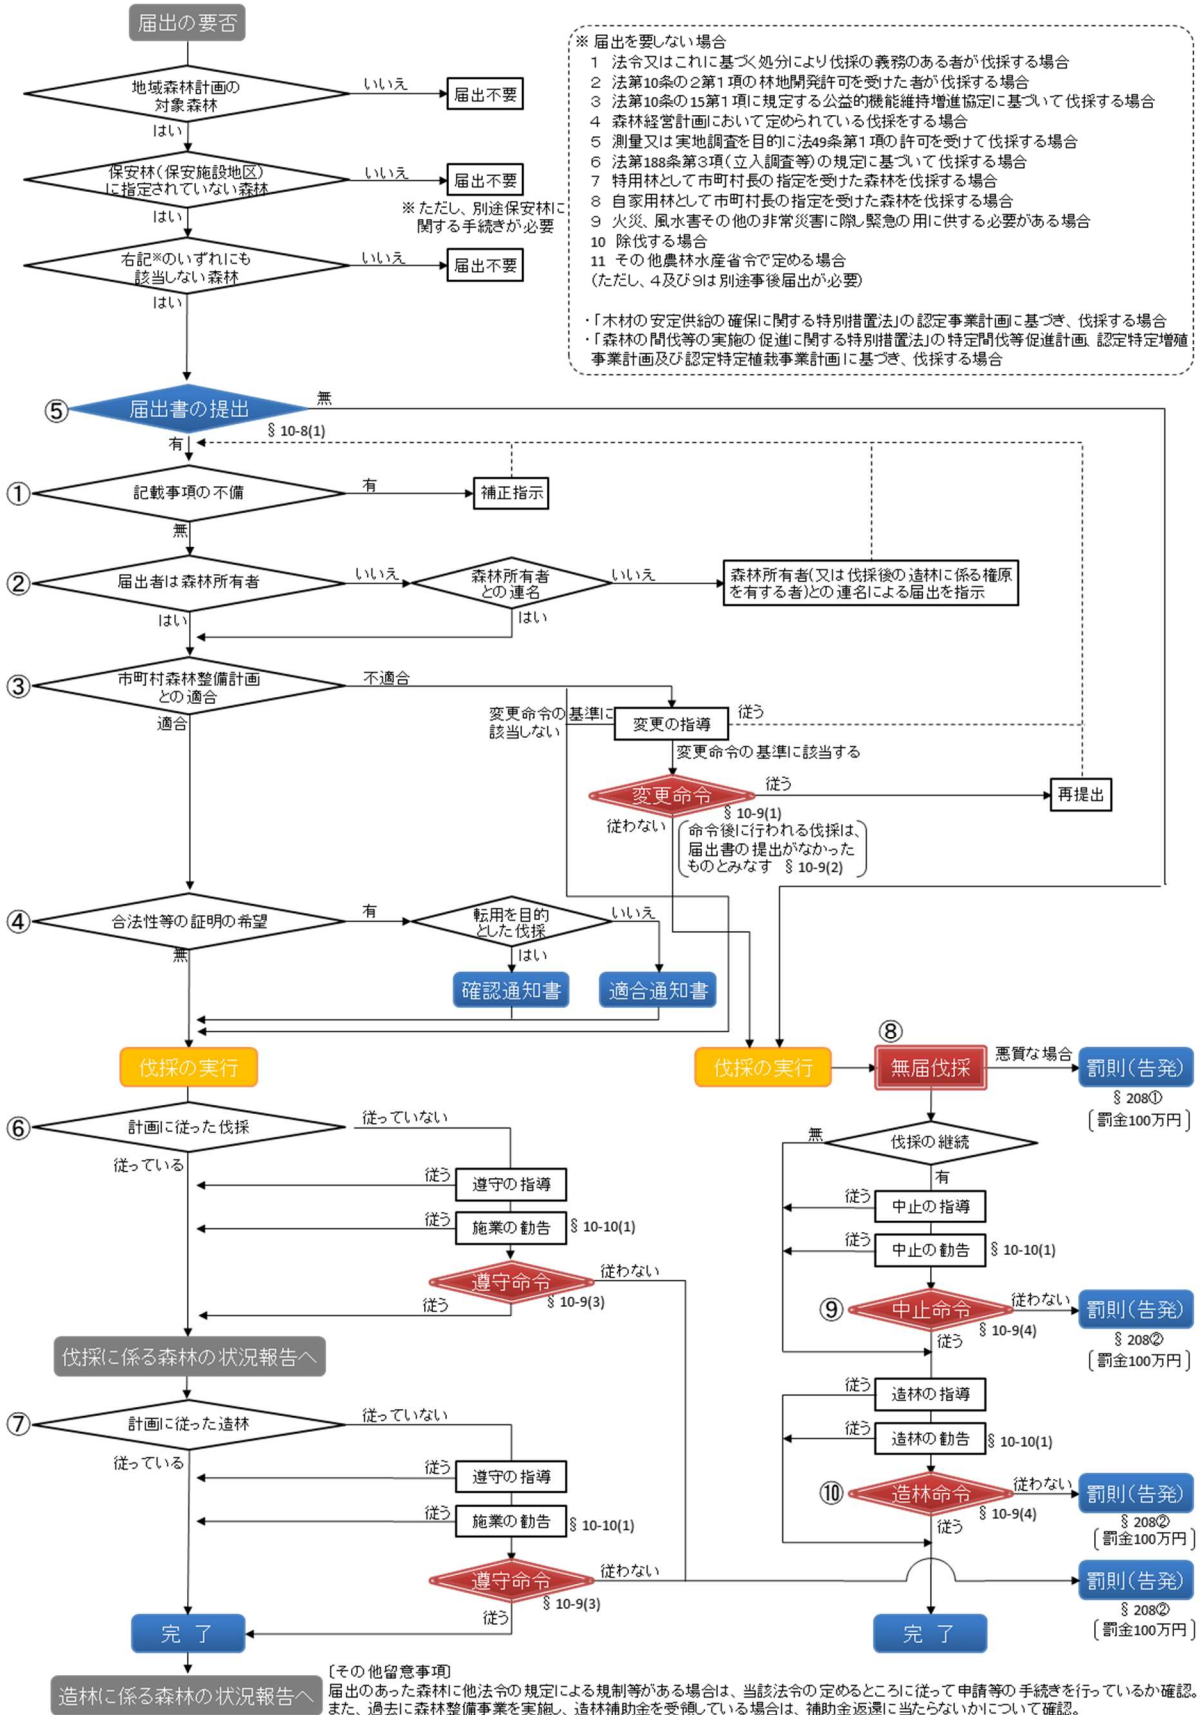 届出の要否
地域森林計画の
対象森林
いいえ
届出不要
はい
保安林(保安施設地区)
に指定されていない森林
いいえ
届出不要
※ただし、別途保安林に
関する手続きが必要
はい
右記※のいずれにも
該当しない森林
いいえ
届出不要
はい
※ 届出を要しない場合
1 法令又はこれに基づく処分により伐採の義務のある者が伐採する場合
2 法第10条の2第1項の林地開発許可を受けた者が伐採する場合
3 法第10条の15第1項に規定する公益的機能維持増進協定に基づいて伐採する場合
4 森林経営計画において定められている伐採をする場合
5 測量又は実地調査を目的に法49条第1項の許可を受けて伐採する場合
6 法第188条第3項(立入調査等)の規定に基づいて伐採する場合
7 特用林として市町村長の指定を受けた森林を伐採する場合
8 自家用林として市町村長の指定を受けた森林を伐採する場合
9 火災、風水害その他の非常災害に際し緊急の用に供する必要がある場合
10 除伐する場合
11 その他農林水産省令で定める場合
(ただし、4及び9は別途事後届出が必要)
・「木材の安定供給の確保に関する特別措置法」の認定事業計画に基づき、伐採する場合
・「森林の間伐等の実施の促進に関する特別措置法」の特定間伐等促進計画、認定特定増殖
事業計画及び認定特定植栽事業計画に基づき、伐採する場合
⑤
届出書の提出
無
§ 10-8(1)
有
①
記載事項の不備
有
補正指示
無
②
届出者は森林所有者
いいえ
森林所有者
との連名
いいえ
森林所有者(又は伐採後の造林に係る権原
を有する者)との連名による届出を指示
はい
はい
③
市町村森林整備計画
との適合
不適合
適合
変更命令の基準に
該当しない
変更の指導
従う
変更命令の基準に該当する
変更命令
従う
再提出
§ 10-9(1)
従わない
命令後に行われる伐採は、
届出書の提出がなかった
ものとみなす § 10-9(2)
④
合法性等の証明の希望
有
転用を目的
とした伐採
いいえ
はい
無
確認通知書
適合通知書
伐採の実行
伐採の実行
⑧
無届伐採
悪質な場合
罰則(告発)
§ 208①
〔罰金100万円〕
⑥
計画に従った伐採
従っていない
従っている
従う
遵守の指導
従う
施業の勧告
§ 10-10(1)
遵守命令
従わない
§ 10-9(3)
従う
伐採の継続
無
有
従う
中止の指導
従う
中止の勧告
§ 10-10(1)
⑨
中止命令
従わない
罰則(告発)
§ 10-9(4)
§ 208②
〔罰金100万円〕
従う
伐採に係る森林の状況報告へ
⑦
計画に従った造林
従っていない
従っている
従う
遵守の指導
従う
施業の勧告
§ 10-10(1)
遵守命令
従わない
§ 10-9(3)
従う
従う
造林の指導
従う
造林の勧告
§ 10-10(1)
⑩
造林命令
従わない
罰則(告発)
§ 10-9(4)
§ 208②
〔罰金100万円〕
従う
罰則(告発)
§ 208②
〔罰金100万円〕
完 了
完 了
造林に係る森林の状況報告へ
〔その他留意事項〕
届出のあった森林に他法令の規定による規制等がある場合は、当該法令の定めるところに従って申請等の手続きを行っているか確認。
また、過去に森林整備事業を実施し、造林補助金を受領している場合は、補助金返還に当たらないかについて確認。